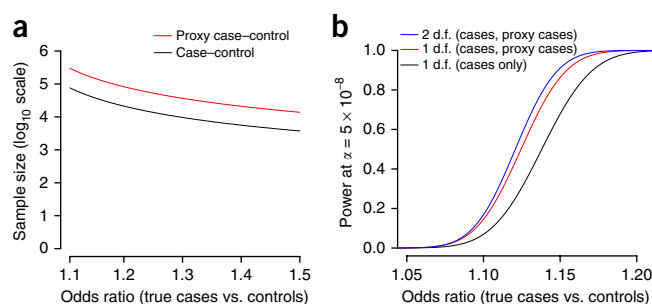 a
Proxy case–control
Case–control
Sample size (log10 scale)
6
5
4
3
2
1
0
1.1 1.2 1.3 1.4 1.5
Odds ratio (true cases vs. controls)
b
2 d.f. (cases, proxy cases)
1 d.f. (cases, proxy cases)
1 d.f. (cases only)
Power at α = 5 × 10−8
1.0
0.8
0.6
0.4
0.2
0.0
1.05 1.10 1.15 1.20
Odds ratio (true cases vs. controls)